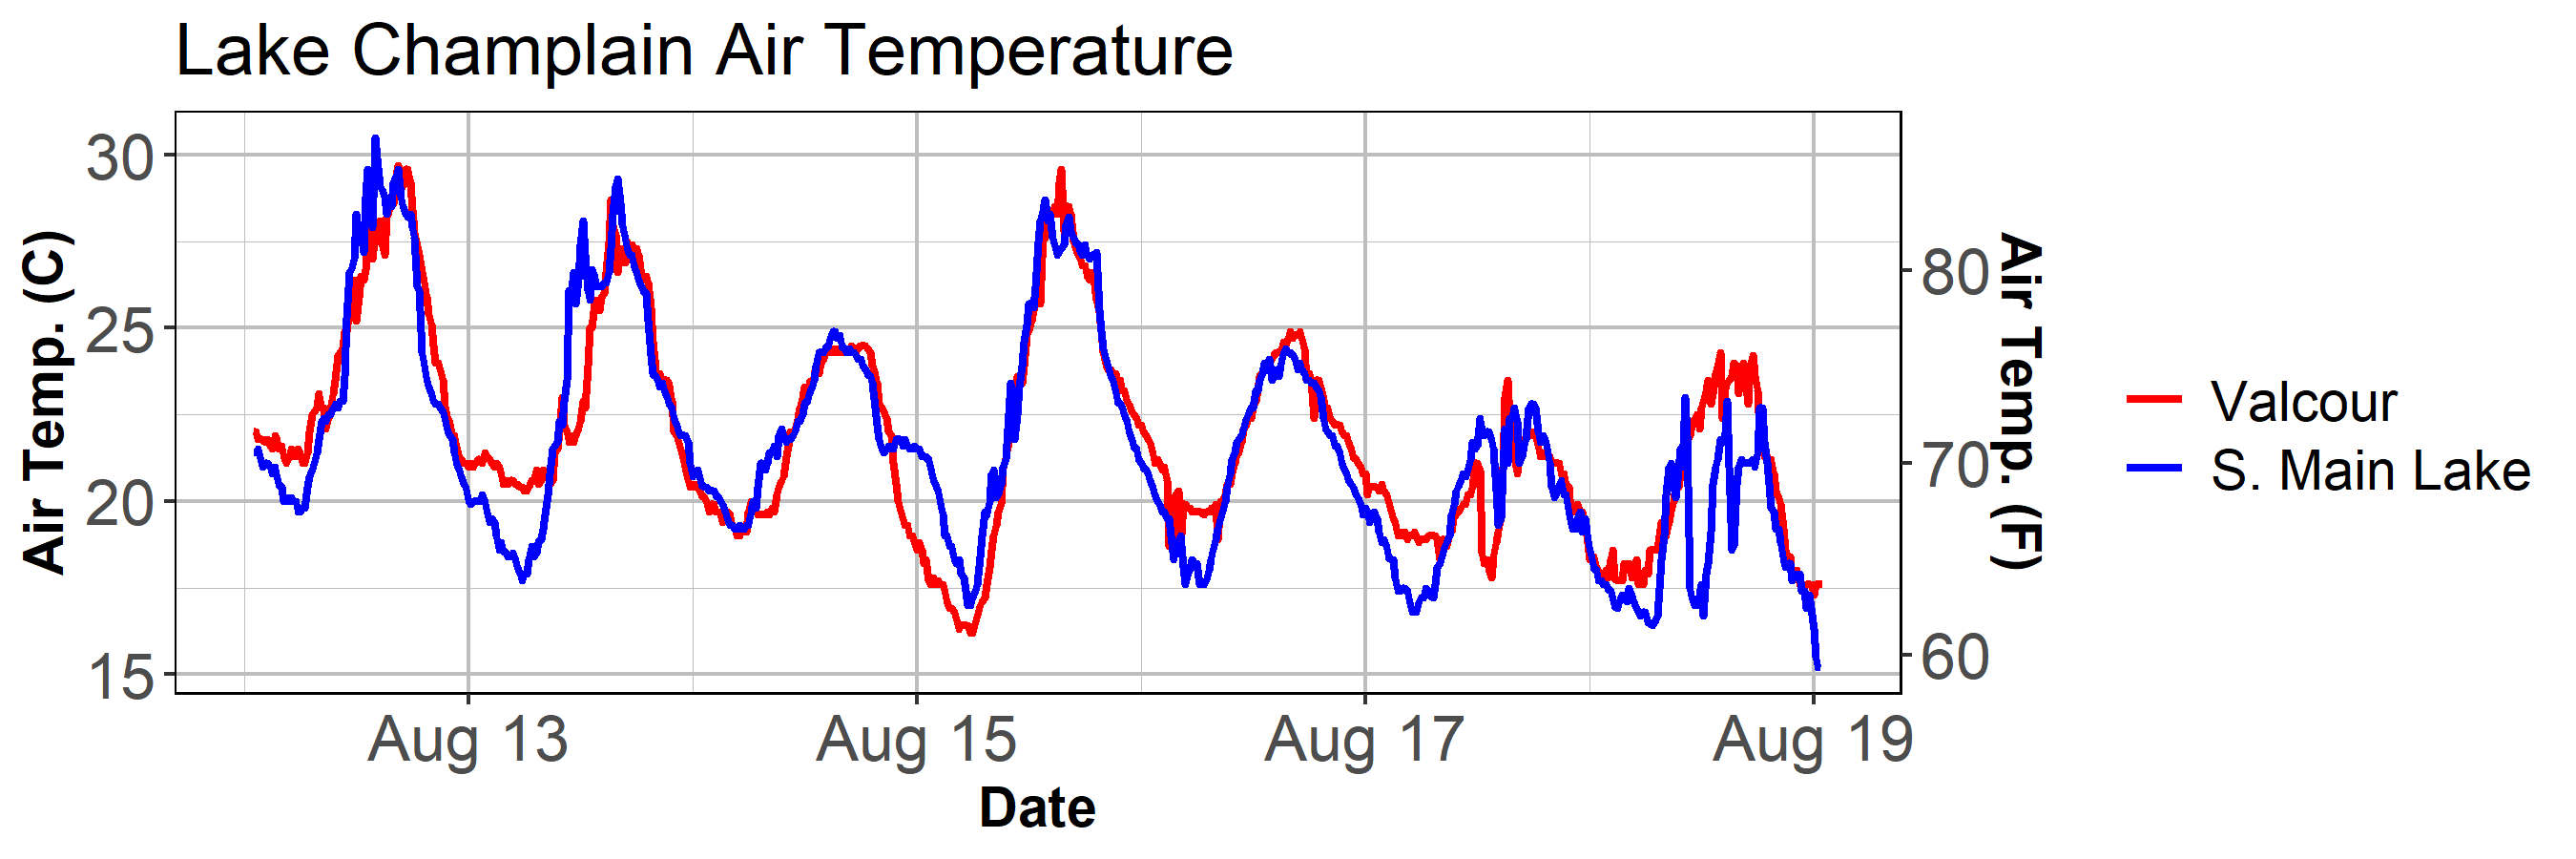 Lake Champlain Air Temperature
Air Temp. (C)
30
25
20
15
Air Temp. (F)
80
70
60
Aug 13
Aug 15
Aug 17
Aug 19
Date
Valcour
S. Main Lake